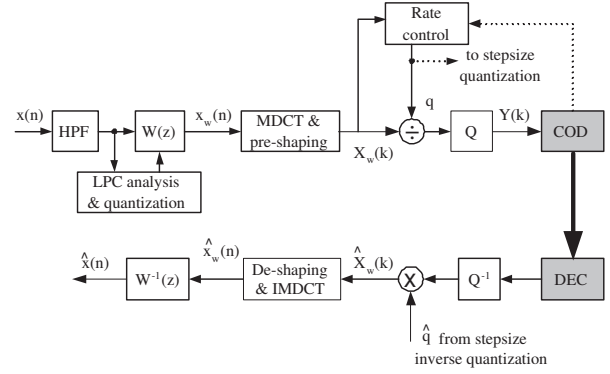 Rate
control
to stepsize
quantization
x(n)
HPF
W(z)
x_w(n)
MDCT &
pre-shaping
X_w(k)
q
÷
Q
Y(k)
COD
LPC analysis
& quantization
x̂(n)
W⁻¹(z)
x̂_w(n)
De-shaping
& IMDCT
X̂_w(k)
X
Q⁻¹
DEC
q̂ from stepsize
inverse quantization